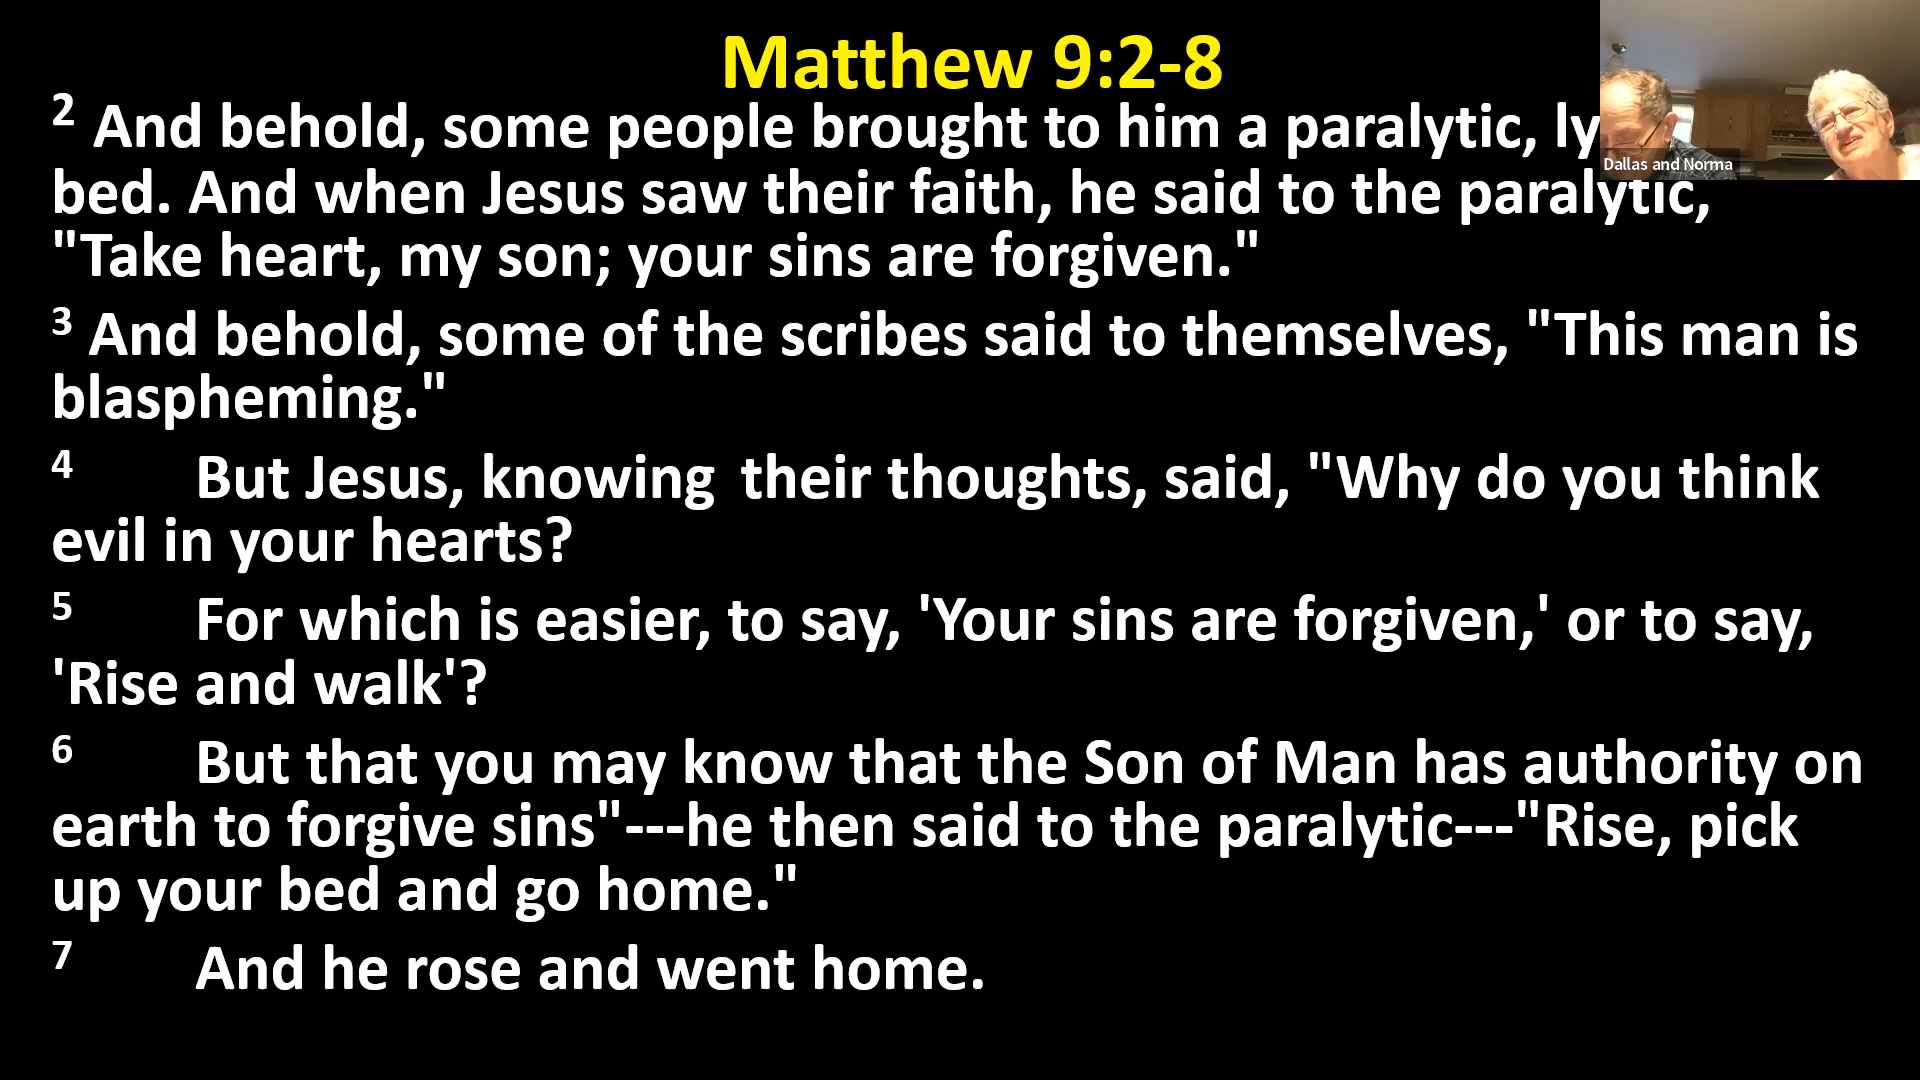 Matthew 9:2-8
2 And behold, some people brought to him a paralytic,
bed. And when Jesus saw their faith, he said to the paralytic,
"Take heart, my son; your sins are forgiven."
3 And behold, some of the scribes said to themselves, "This man is
blaspheming."
4 But Jesus, knowing their thoughts, said, "Why do you think
evil in your hearts?
5 For which is easier, to say, 'Your sins are forgiven,' or to say,
'Rise and walk'?
6 But that you may know that the Son of Man has authority on
earth to forgive sins"---he then said to the paralytic---"Rise, pick
up your bed and go home."
7 And he rose and went home.
Dallas and Norma